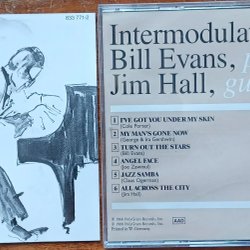 833 771-2
Intermodula
Bill Evans, p
Jim Hall, gu
1 I'VE GOT YOU UNDER MY SKIN
(Cole Porter)
2 MY MAN'S GONE NOW
(George & Ira Gershwin)
3 TURN OUT THE STARS
(Bill Evans)
4 ANGEL FACE
(Joe Zawinul)
5 JAZZ SAMBA
(Claus Ogerman)
6 ALL ACROSS THE CITY
(Jim Hall)
AAD